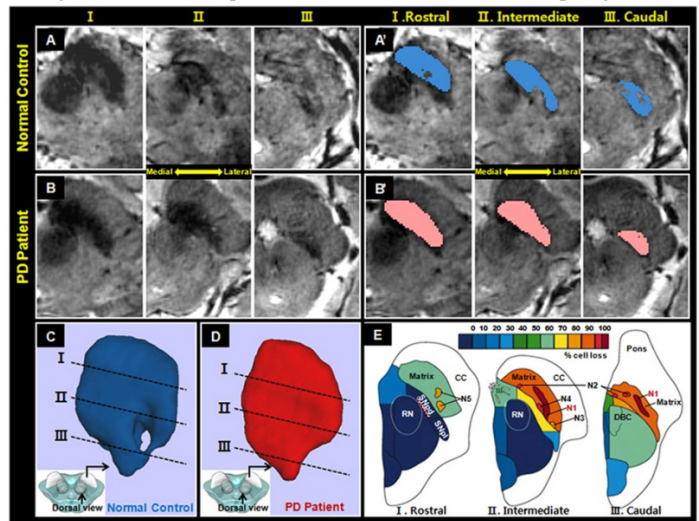 I II III I .Rostral II. Intermediate III. Caudal
Normal Control
A A'
Medial Lateral Medial Lateral
PD Patient
B B'
C D E
I
II
III
Dorsal view
Normal Control
I
II
III
Dorsal view
PD Patient
0 10 20 30 40 50 60 70 80 90 100
% cell loss
Pons
Matrix CC Matrix CC
N2 N1
N5 N4 Matrix
RN SNpd SNpl RN N1 DBC
N3
I . Rostral II. Intermediate III. Caudal